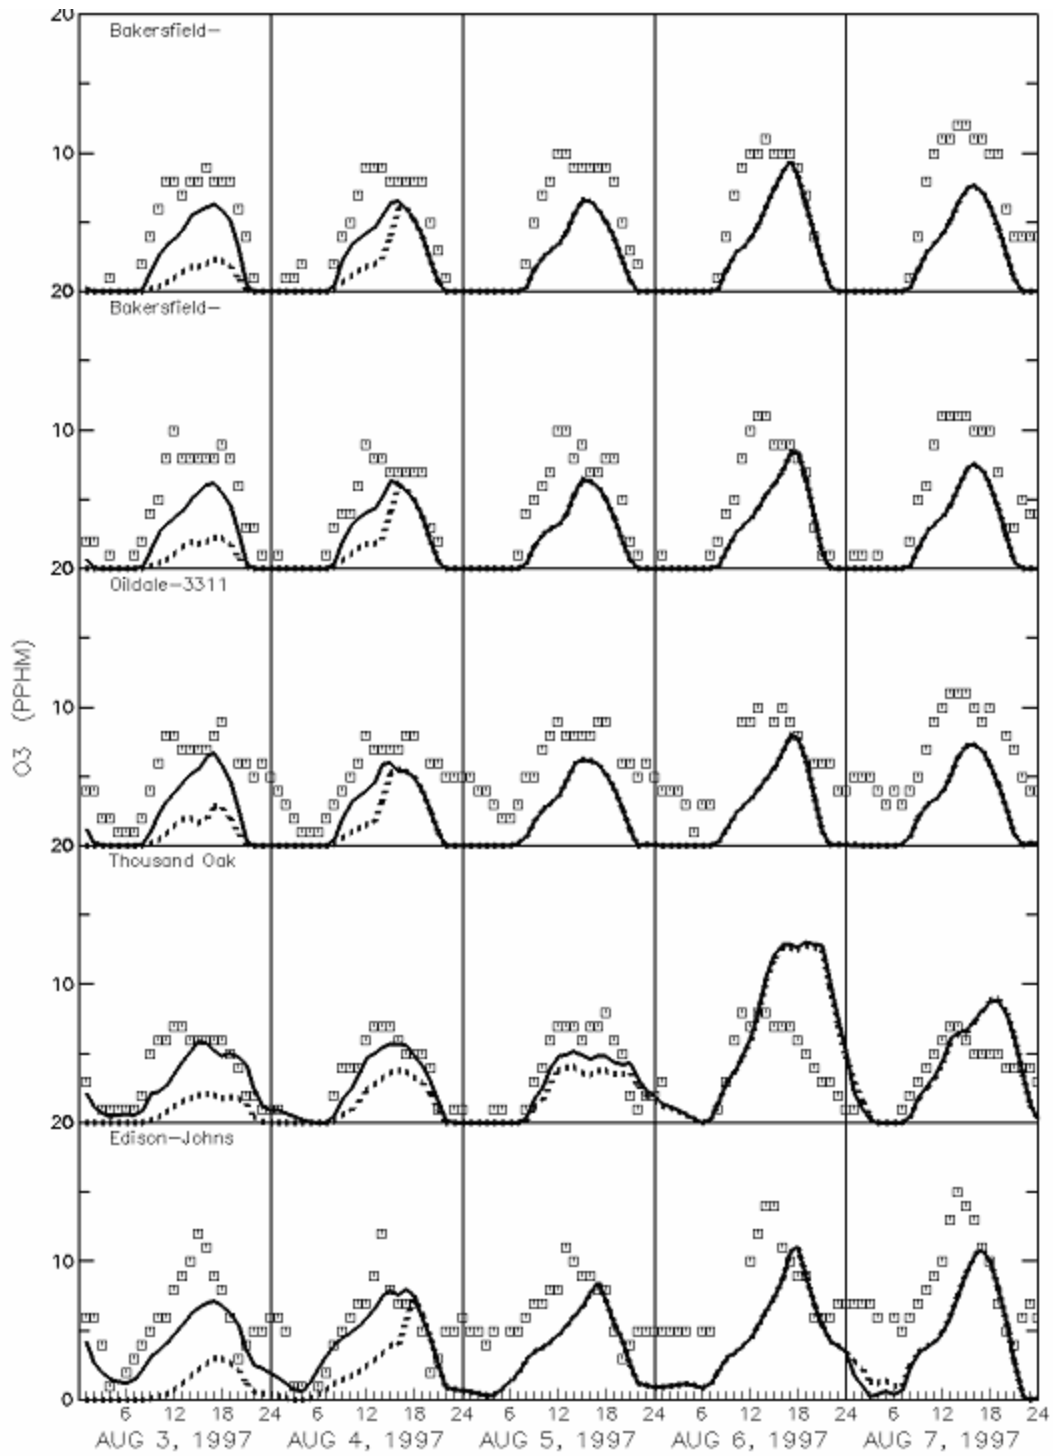 20
Bakersfield—
10
20
Bakersfield—
10
20
Oildale—3311
10
20
Thousand Oak
10
20
Edison—Johns
10
0
O3 (PPHM)
6 12 18 24 6 12 18 24 6 12 18 24 6 12 18 24 6 12 18 24
AUG 3, 1997 AUG 4, 1997 AUG 5, 1997 AUG 6, 1997 AUG 7, 1997